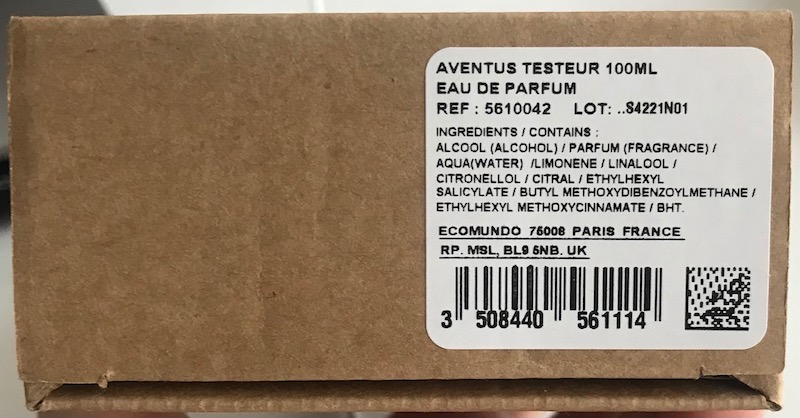 AVENTUS TESTEUR 100ML
EAU DE PARFUM
REF : 5610042 LOT: ..S4221N01
INGREDIENTS / CONTAINS :
ALCOOL (ALCOHOL) / PARFUM (FRAGRANCE) /
AQUA(WATER) /LIMONENE / LINALOOL /
CITRONELLOL / CITRAL / ETHYLHEXYL
SALICYLATE / BUTYL METHOXYDIBENZOYLMETHANE /
ETHYLHEXYL METHOXYCINNAMATE / BHT.
ECOMUNDO 75008 PARIS FRANCE
RP. MSL, BL9 5NB. UK
3 508440 561114